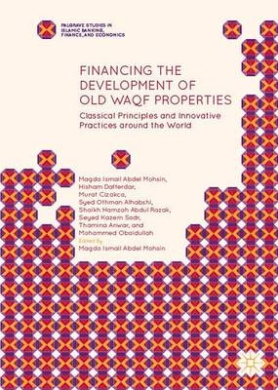 PALGRAVE STUDIES IN
ISLAMIC BANKING,
FINANCE, AND ECONOMICS
FINANCING THE
DEVELOPMENT OF
OLD WAQF PROPERTIES
Classical Principles and Innovative
Practices around the World
Magda Ismail Abdel Mohsin,
Hisham Dafterdar,
Murat Cizakca,
Syed Othman Alhabshi,
Shaikh Hamzah Abdul Razak,
Seyed Kazem Sadr,
Thamina Anwar, and
Mohammed Obaidullah
Edited By
Magda Ismail Abdel Mohsin